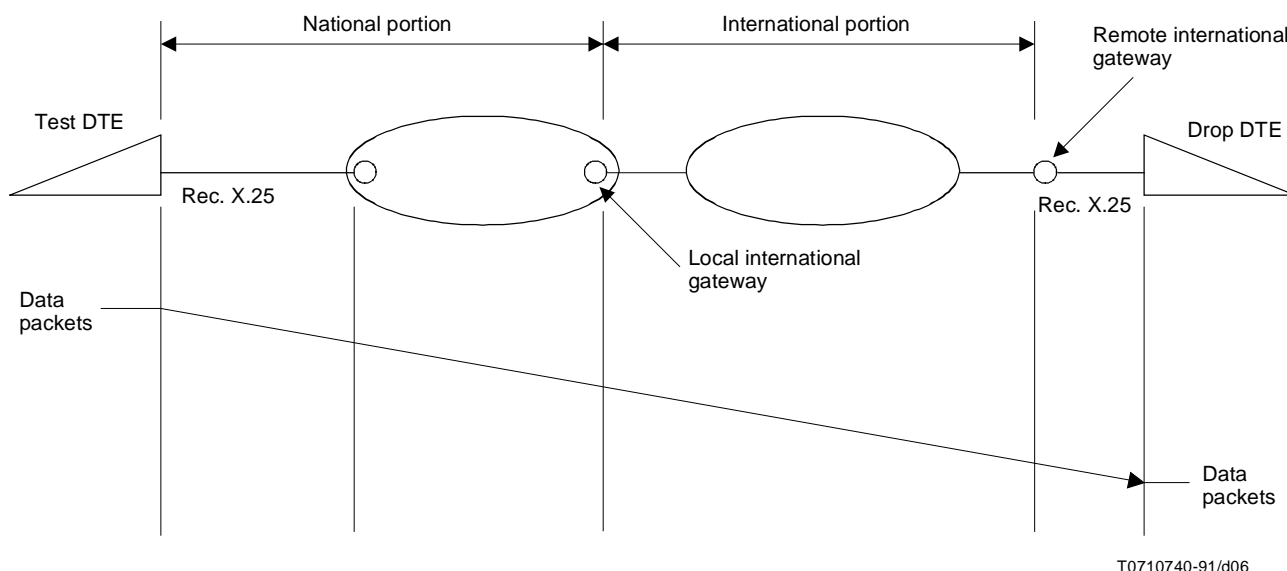 National portion
International portion
Remote international
gateway
Test DTE
Drop DTE
Rec. X.25
Rec. X.25
Local international
gateway
Data
packets
Data
packets
T0710740-91/d06